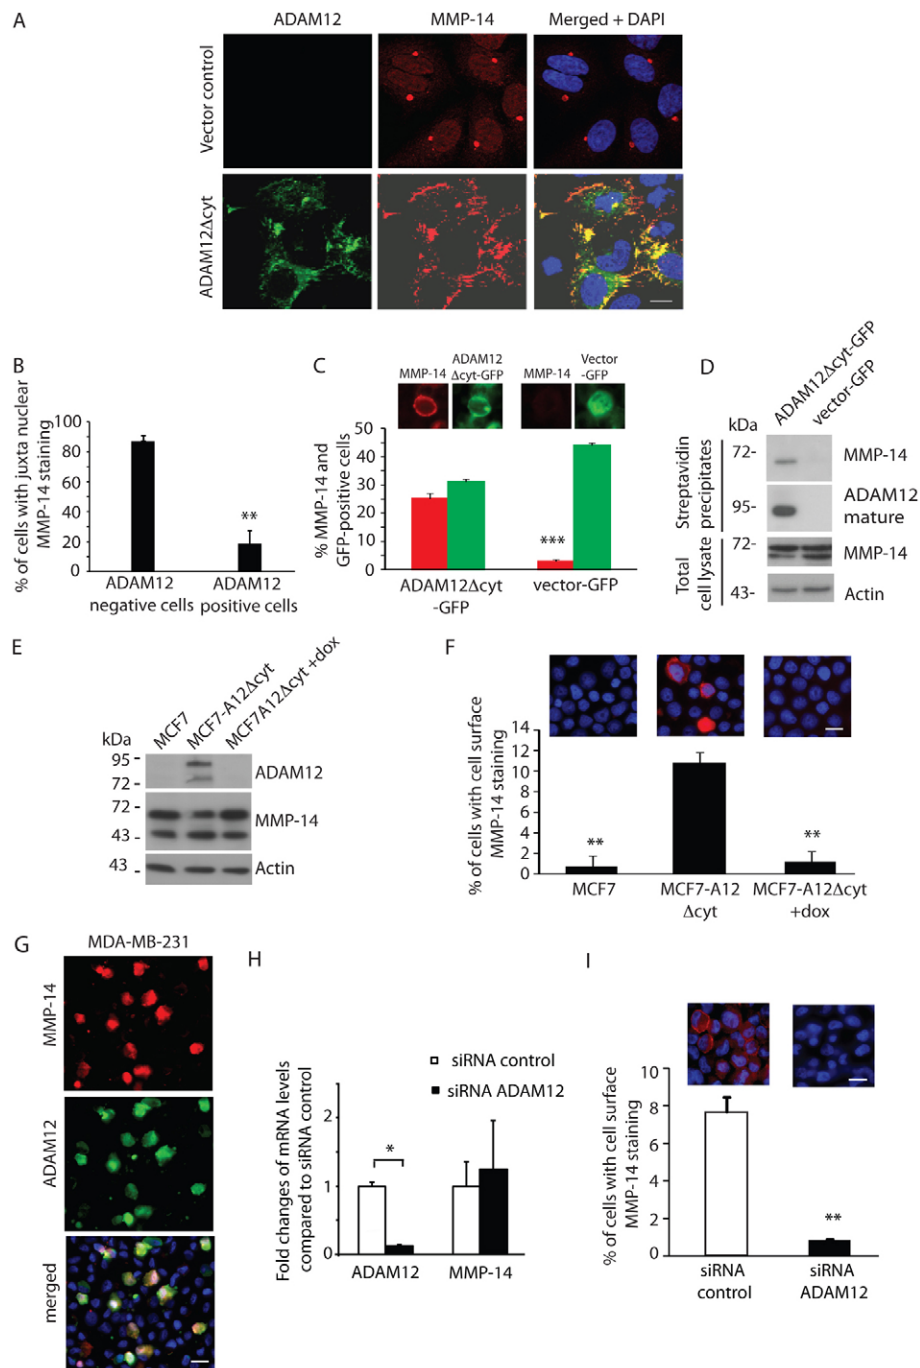 A
ADAM12 MMP-14 Merged + DAPI
Vector control
ADAM12Δcyt
B
% of cells with juxta nuclear
MMP-14 staining
100
80
60
40
20
0
**
ADAM12
negative cells
ADAM12
positive cells
C
MMP-14
ADAM12
Δcyt-GFP
MMP-14
Vector
-GFP
% MMP-14 and
GFP-positive cells
50
40
30
20
10
0
***
ADAM12Δcyt
-GFP
vector-GFP
D
ADAM12Δcyt-GFP
vector-GFP
kDa
Streptavidin
precipitates
72-
MMP-14
95-
ADAM12
mature
Total
cell lysate
72-
MMP-14
43-
Actin
E
MCF7
MCF7-A12Δcyt
MCF7A12Δcyt +dox
kDa
95 -
72 -
ADAM12
72 -
43 -
MMP-14
43 -
Actin
F
% of cells with cell surface
MMP-14 staining
14
12
10
8
6
4
2
0
**
**
MCF7
MCF7-A12
Δcyt
MCF7-A12Δcyt
+dox
G
MDA-MB-231
MMP-14
ADAM12
merged
H
siRNA control
siRNA ADAM12
Fold changes of mRNA levels
compared to siRNA control
2
1
0
*
ADAM12
MMP-14
I
% of cells with cell surface
MMP-14 staining
10
8
6
4
2
0
**
siRNA
control
siRNA
ADAM12